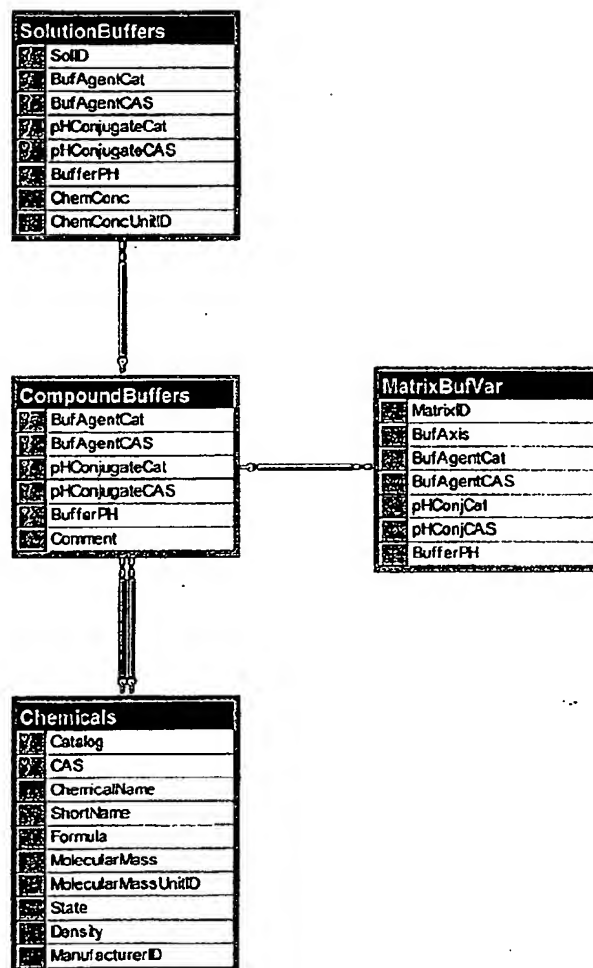 SolutionBuffers
SolID
BufAgentCat
BufAgentCAS
pHConjugateCat
pHConjugateCAS
BufferPH
ChemConc
ChemConcUnitID
CompoundBuffers
BufAgentCat
BufAgentCAS
pHConjugateCat
pHConjugateCAS
BufferPH
Comment
MatrixBufVar
MatrixID
BufAxis
BufAgentCat
BufAgentCAS
pHConjCat
pHConjCAS
BufferPH
Chemicals
Catalog
CAS
ChemicalName
ShortName
Formula
MolecularMass
MolecularMassUnitID
State
Density
ManufacturerID